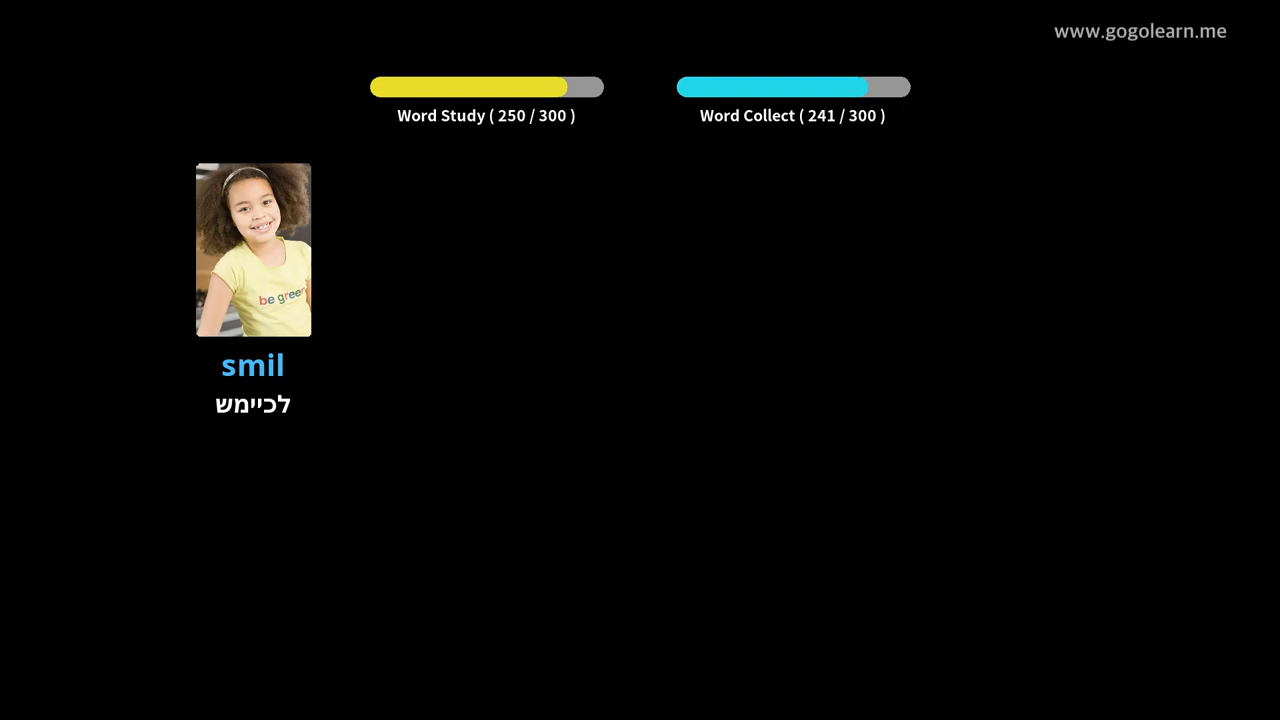 www.gogolearn.me
Word Study ( 250 / 300 )
Word Collect ( 241 / 300 )
be green
smil
לכיימש